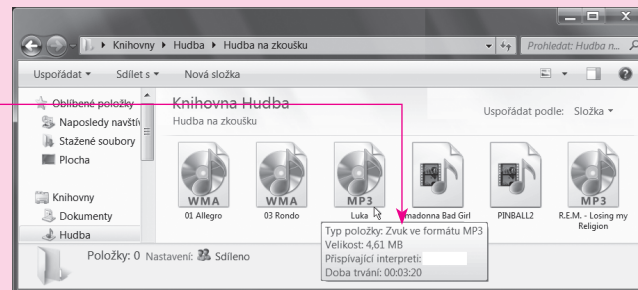 Knihovny Hudba Hudba na zkoušku
Prohledat: Hudba n...
Uspořádat Sdílet s Nová složka
Oblíbené položky
Naposledy navští
Stažené soubory
Plocha
Knihovny
Dokumenty
Hudba
Knihovna Hudba
Hudba na zkoušku
Uspořádat podle: Složka
WMA
WMA
MP3
MP3
01 Allegro
03 Rondo
Luka
madonna Bad Girl
PINBALL2
R.E.M. - Losing my
Religion
Typ položky: Zvuk ve formátu MP3
Velikost: 4,61 MB
Přispívající interpreti:
Doba trvání: 00:03:20
Položky: 0 Nastavení: Sdíleno